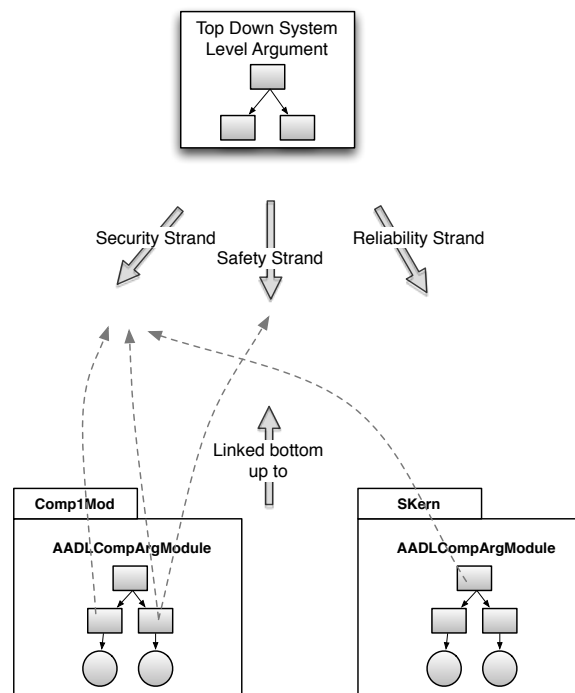 Top Down System
Level Argument
Security Strand
Safety Strand
Reliability Strand
Linked bottom
up to
Comp1Mod
AADLCompArgModule
SKern
AADLCompArgModule